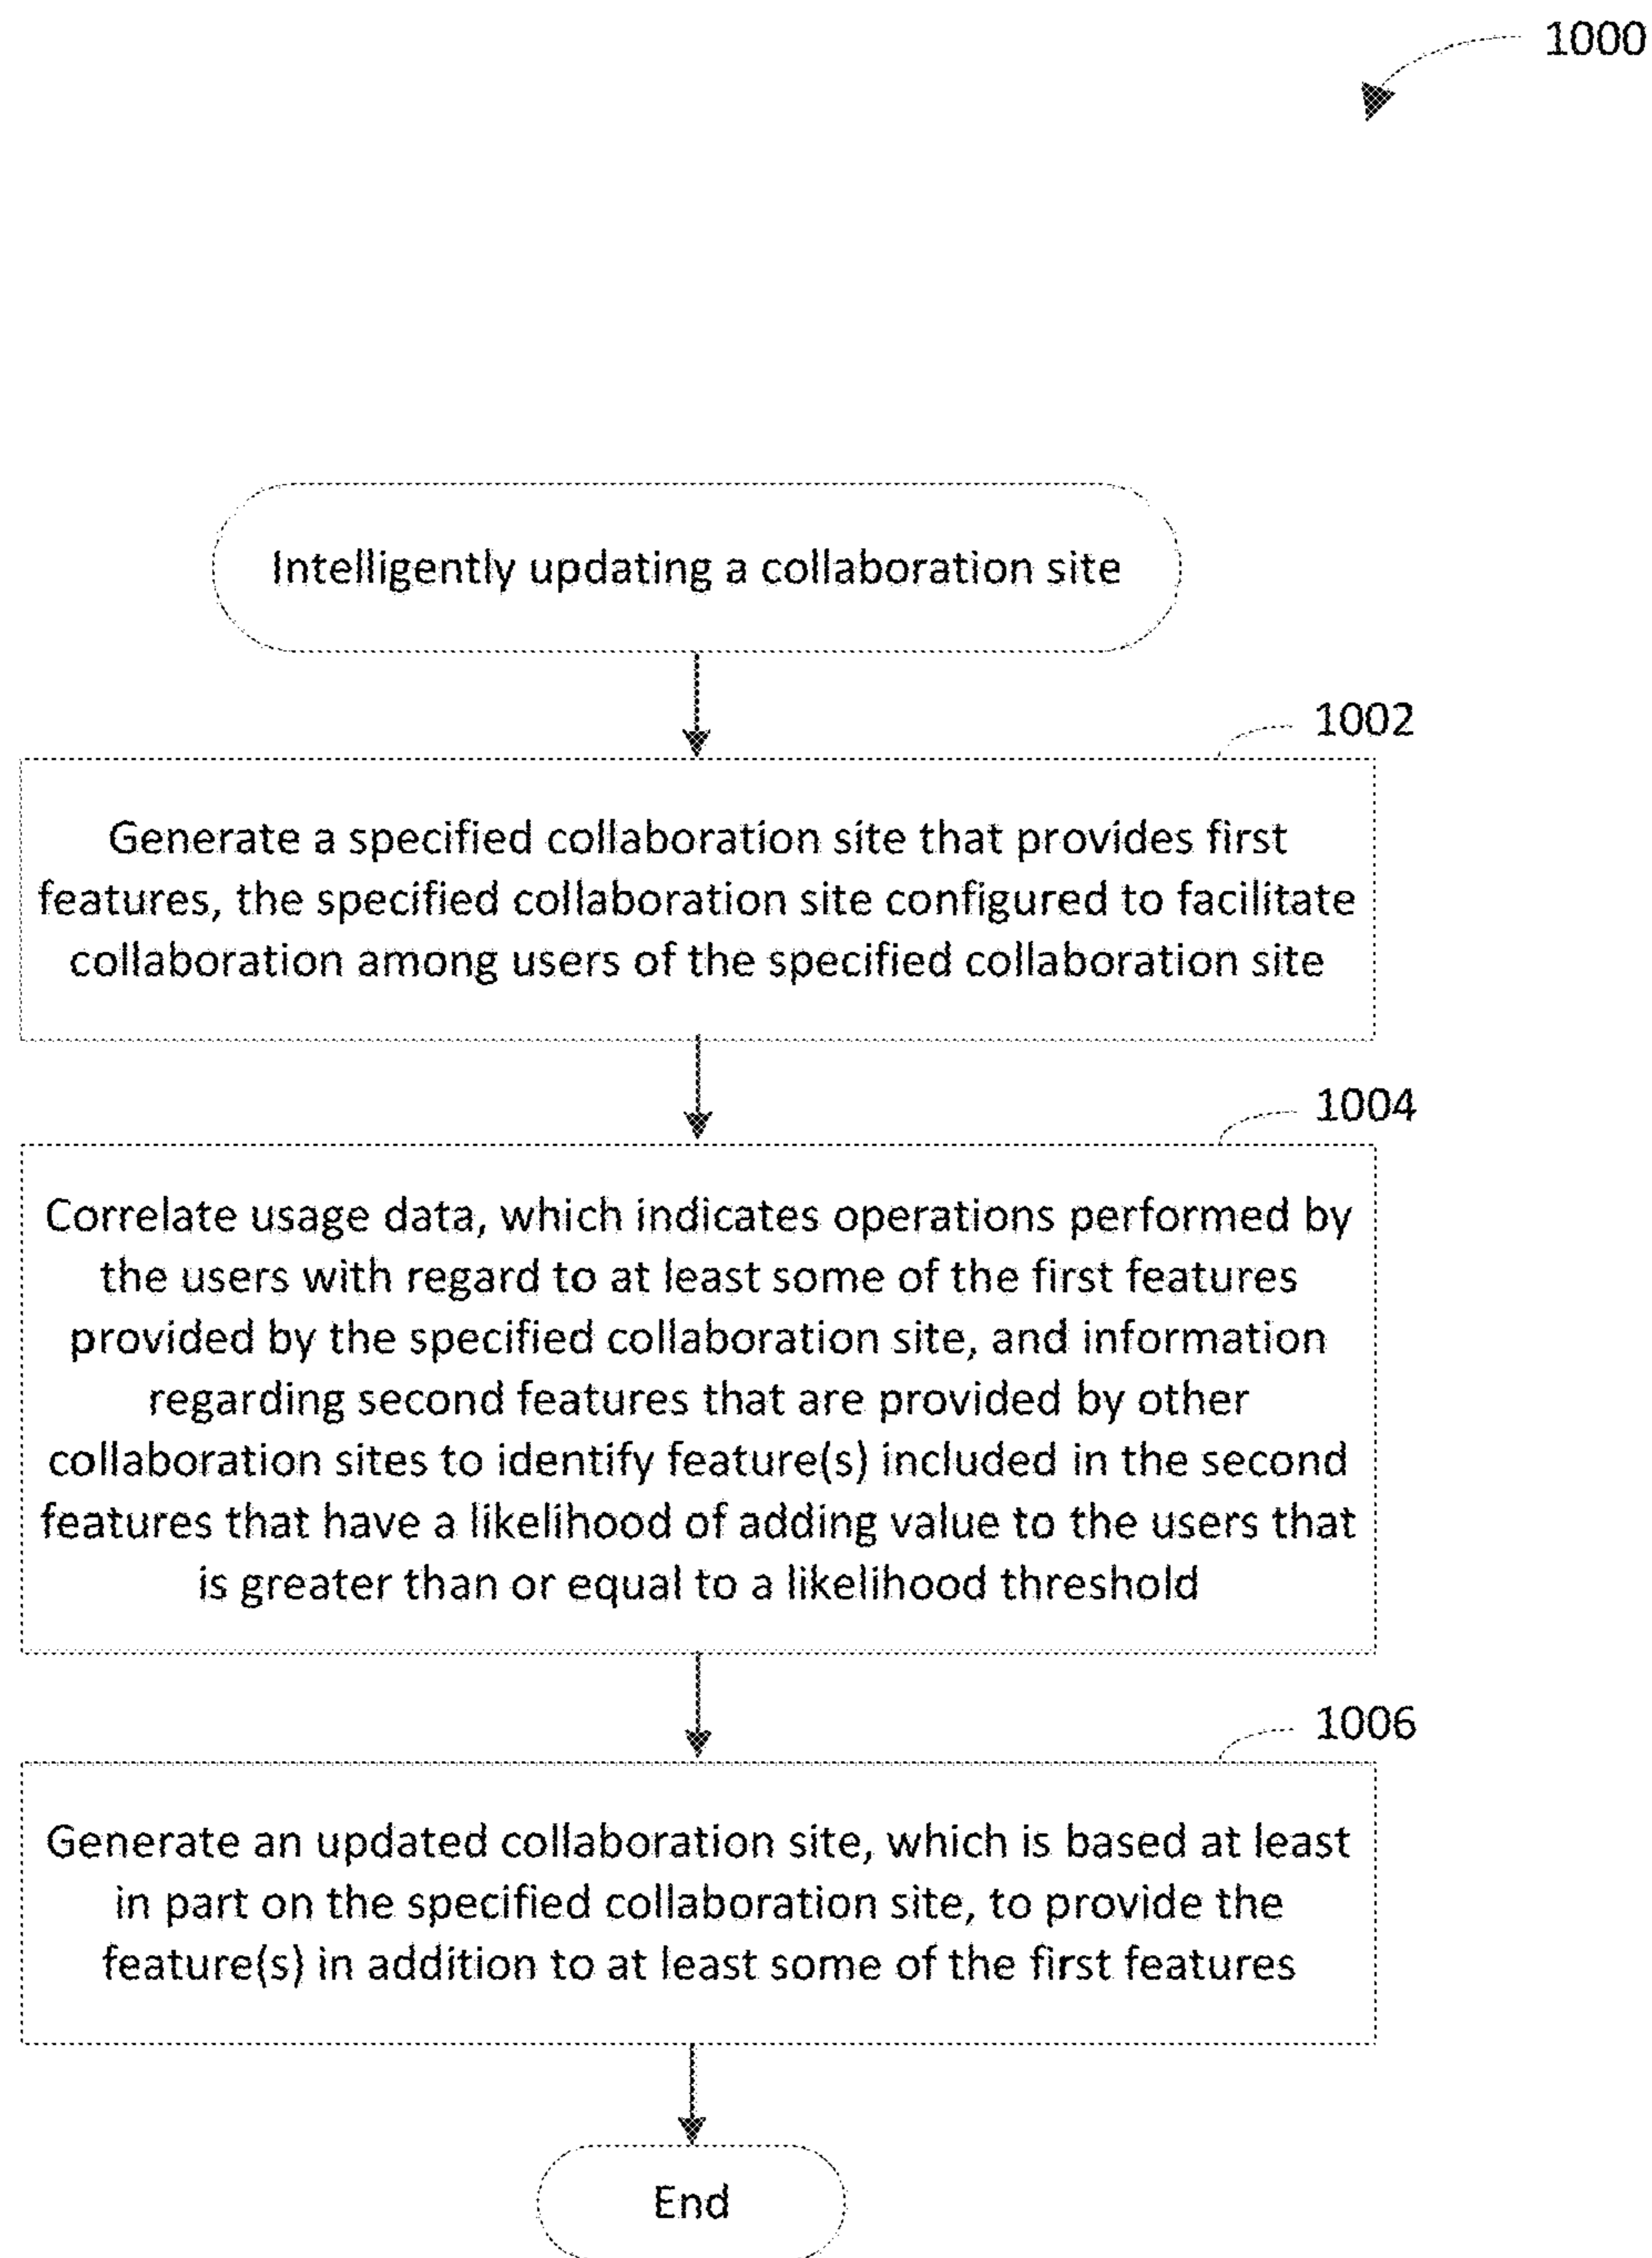 1000
Intelligently updating a collaboration site
1002
Generate a specified collaboration site that provides first
features, the specified collaboration site configured to facilitate
collaboration among users of the specified collaboration site
1004
Correlate usage data, which indicates operations performed by
the users with regard to at least some of the first features
provided by the specified collaboration site, and information
regarding second features that are provided by other
collaboration sites to identify feature(s) included in the second
features that have a likelihood of adding value to the users that
is greater than or equal to a likelihood threshold
1006
Generate an updated collaboration site, which is based at least
in part on the specified collaboration site, to provide the
feature(s) in addition to at least some of the first features
End